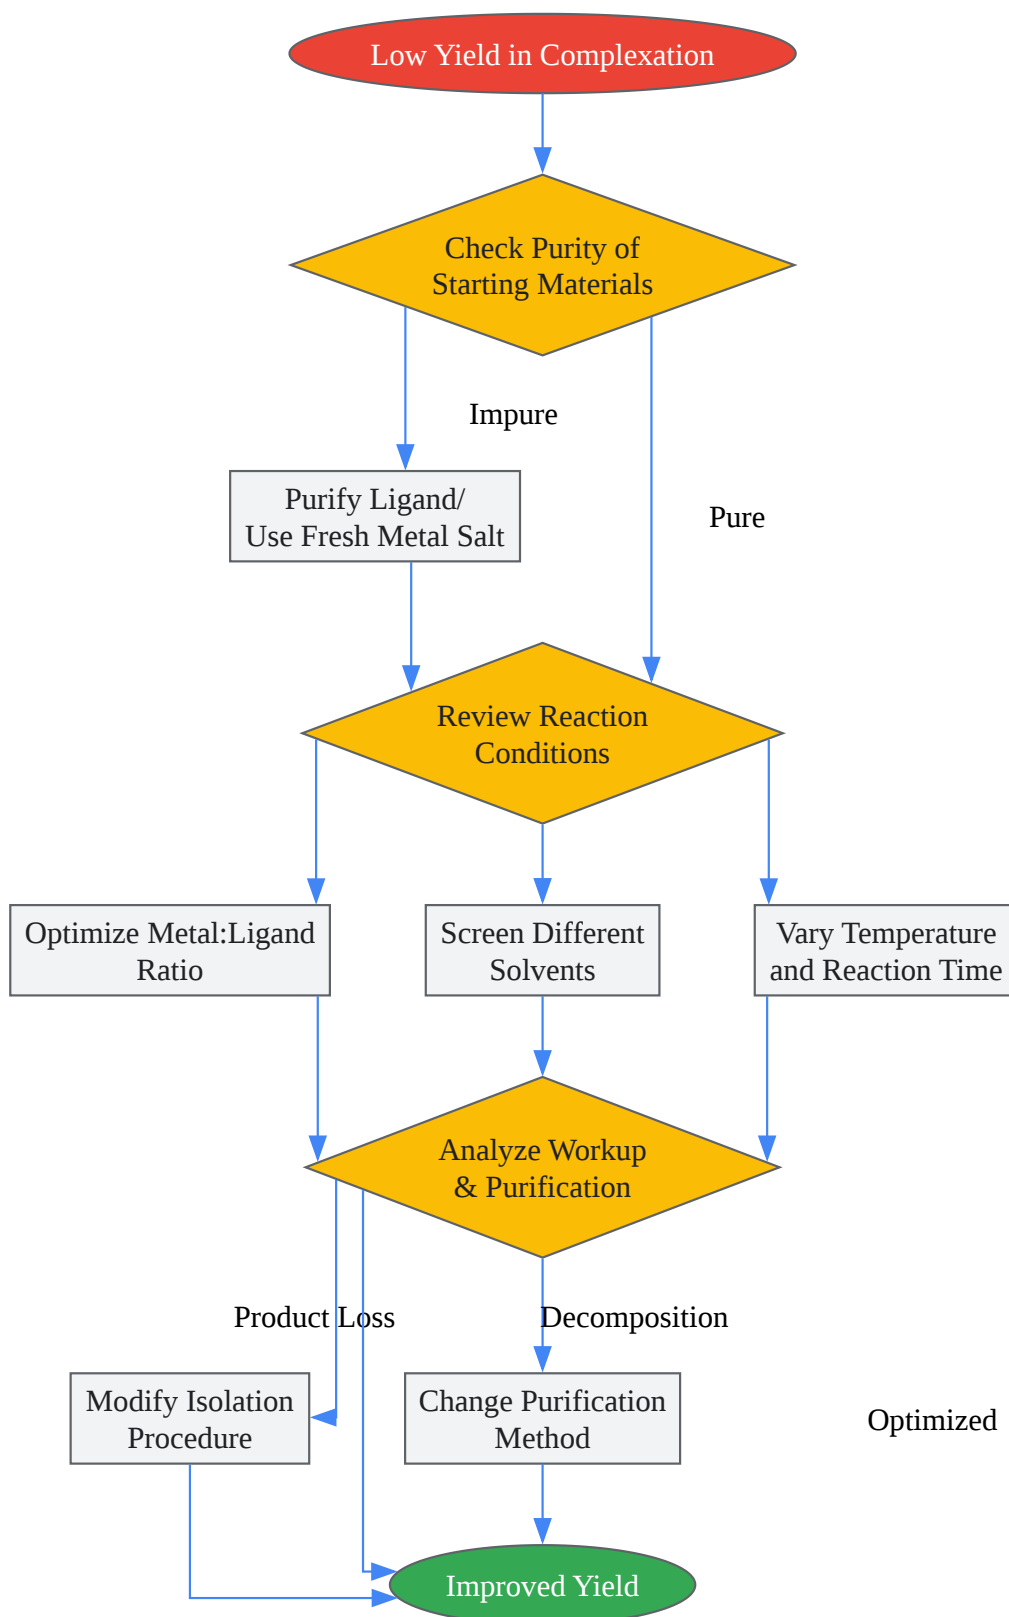 Low Yield in Complexation
Check Purity of
Starting Materials
Impure
Purify Ligand/
Use Fresh Metal Salt
Pure
Review Reaction
Conditions
Optimize Metal:Ligand
Ratio
Screen Different
Solvents
Vary Temperature
and Reaction Time
Analyze Workup
& Purification
Product Loss
Decomposition
Modify Isolation
Procedure
Change Purification
Method
Optimized
Improved Yield